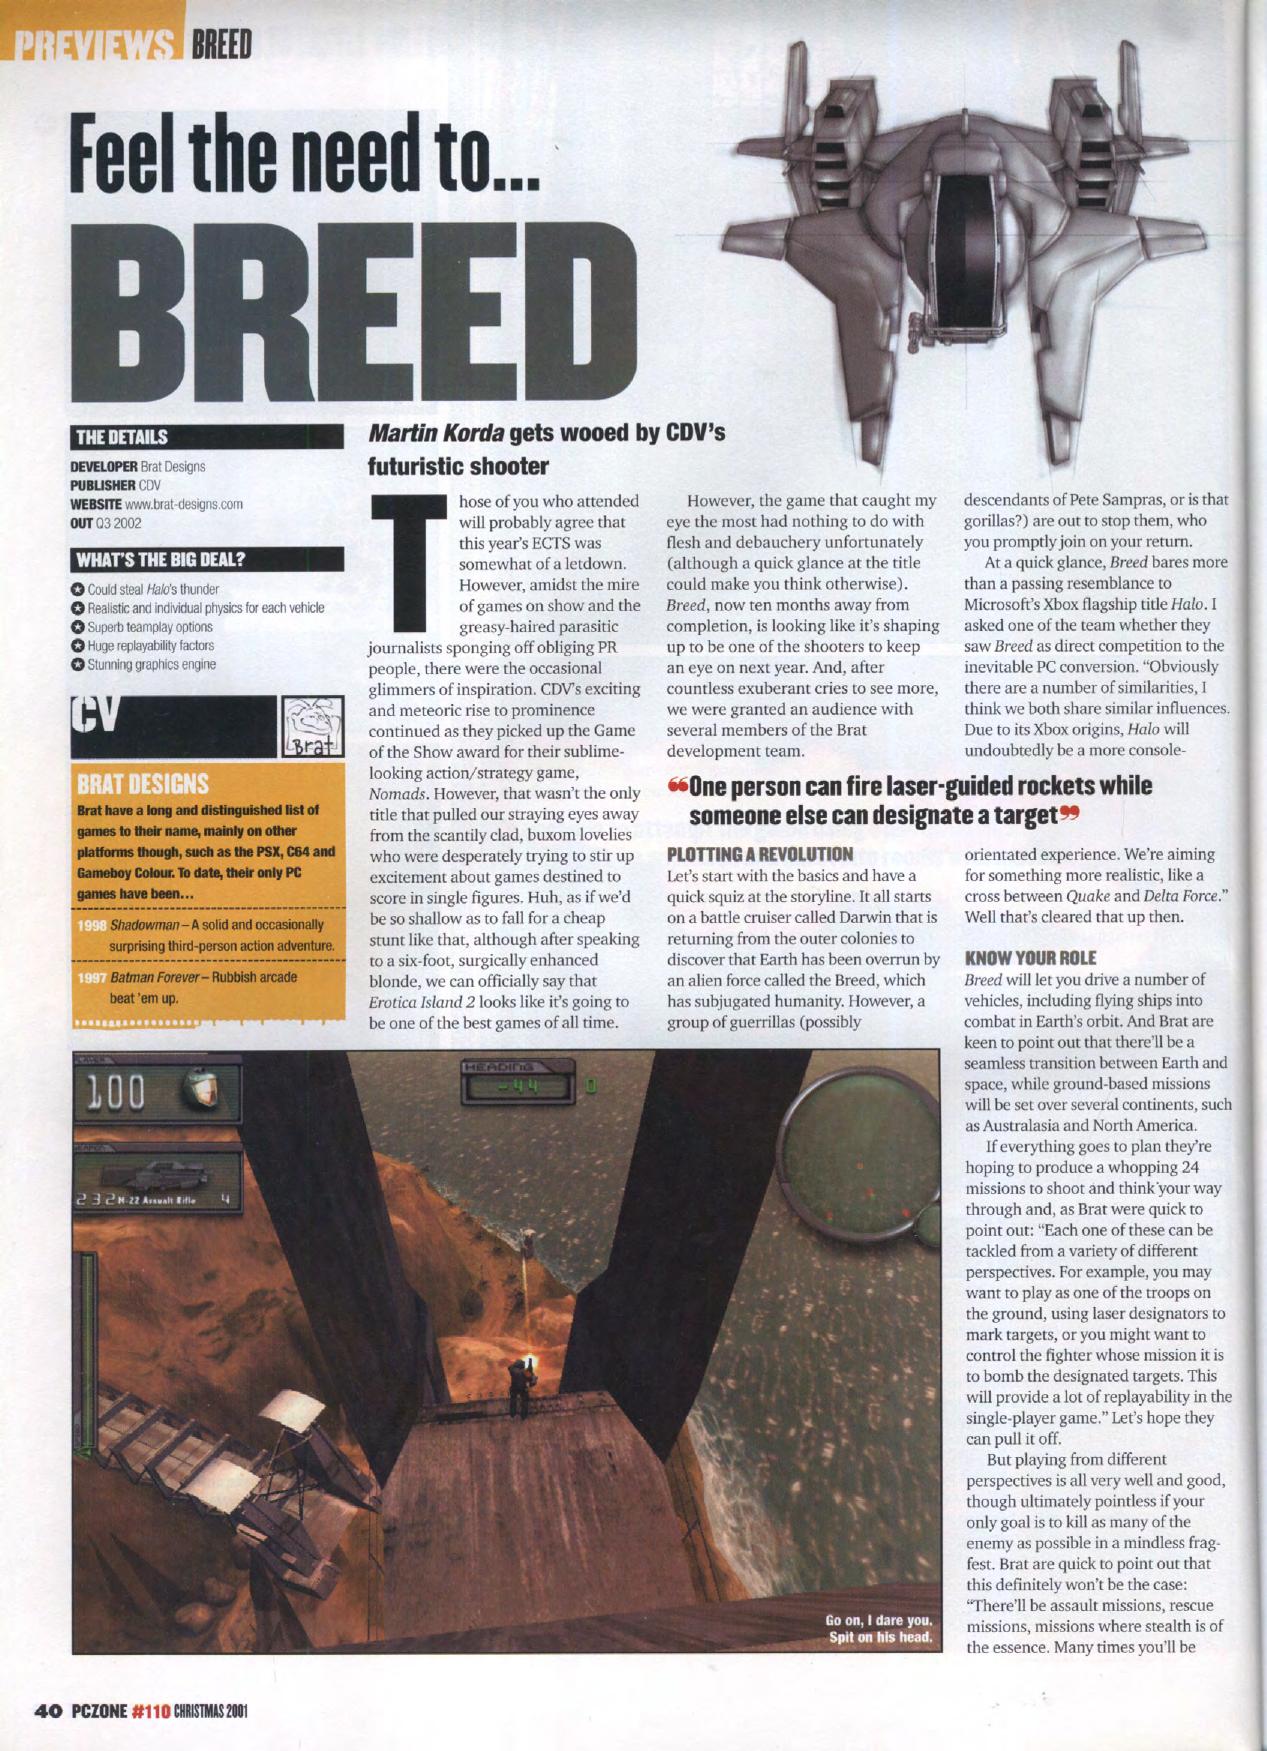 PREVIEWS BREED
Feel the need to...
BREED
THE DETAILS
DEVELOPER Brat Designs
PUBLISHER CDV
WEBSITE www.brat-designs.com
OUT Q3 2002
WHAT'S THE BIG DEAL?
Could steal Halo's thunder
Realistic and individual physics for each vehicle
Superb teamplay options
Huge replayability factors
Stunning graphics engine
CV
Brat
BRAT DESIGNS
Brat have a long and distinguished list of
games to their name, mainly on other
platforms though, such as the PSX, C64 and
Gameboy Colour. To date, their only PC
games have been...
1998 Shadowman – A solid and occasionally
surprising third-person action adventure.
1997 Batman Forever – Rubbish arcade
beat 'em up.
Martin Korda gets wooed by CDV's
futuristic shooter
Those of you who attended
will probably agree that
this year's ECTS was
somewhat of a letdown.
However, amidst the mire
of games on show and the
greasy-haired parasitic
journalists sponging off obliging PR
people, there were the occasional
glimmers of inspiration. CDV's exciting
and meteoric rise to prominence
continued as they picked up the Game
of the Show award for their sublime-
looking action/strategy game,
Nomads. However, that wasn't the only
title that pulled our straying eyes away
from the scantily clad, buxom lovelies
who were desperately trying to stir up
excitement about games destined to
score in single figures. Huh, as if we'd
be so shallow as to fall for a cheap
stunt like that, although after speaking
to a six-foot, surgically enhanced
blonde, we can officially say that
Erotica Island 2 looks like it's going to
be one of the best games of all time.
However, the game that caught my
eye the most had nothing to do with
flesh and debauchery unfortunately
(although a quick glance at the title
could make you think otherwise).
Breed, now ten months away from
completion, is looking like it's shaping
up to be one of the shooters to keep
an eye on next year. And, after
countless exuberant cries to see more,
we were granted an audience with
several members of the Brat
development team.
“One person can fire laser-guided rockets while
someone else can designate a target”
PLOTTING A REVOLUTION
Let's start with the basics and have a
quick squiz at the storyline. It all starts
on a battle cruiser called Darwin that is
returning from the outer colonies to
discover that Earth has been overrun by
an alien force called the Breed, which
has subjugated humanity. However, a
group of guerrillas (possibly
descendants of Pete Sampras, or is that
gorillas?) are out to stop them, who
you promptly join on your return.
At a quick glance, Breed bares more
than a passing resemblance to
Microsoft's Xbox flagship title Halo. I
asked one of the team whether they
saw Breed as direct competition to the
inevitable PC conversion. “Obviously
there are a number of similarities, I
think we both share similar influences.
Due to its Xbox origins, Halo will
undoubtedly be a more console-
orientated experience. We're aiming
for something more realistic, like a
cross between Quake and Delta Force.”
Well that's cleared that up then.
KNOW YOUR ROLE
Breed will let you drive a number of
vehicles, including flying ships into
combat in Earth's orbit. And Brat are
keen to point out that there'll be a
seamless transition between Earth and
space, while ground-based missions
will be set over several continents, such
as Australasia and North America.
If everything goes to plan they're
hoping to produce a whopping 24
missions to shoot and think your way
through and, as Brat were quick to
point out: “Each one of these can be
tackled from a variety of different
perspectives. For example, you may
want to play as one of the troops on
the ground, using laser designators to
mark targets, or you might want to
control the fighter whose mission it is
to bomb the designated targets. This
will provide a lot of replayability in the
single-player game.” Let's hope they
can pull it off.
But playing from different
perspectives is all very well and good,
though ultimately pointless if your
only goal is to kill as many of the
enemy as possible in a mindless frag-
fest. Brat are quick to point out that
this definitely won't be the case:
“There'll be assault missions, rescue
missions, missions where stealth is of
the essence. Many times you'll be
PLAYER
100
HEADING
-44 0
WEAPON
232 M-22 Assault Rifle 4
Go on, I dare you.
Spit on his head.
40 PCZONE #110 CHRISTMAS 2001